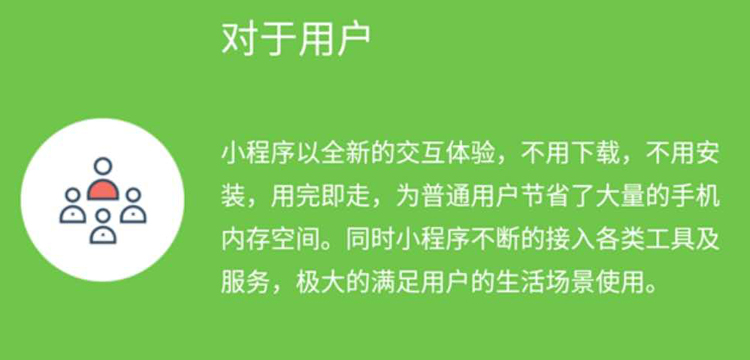 对于用户
小程序以全新的交互体验，不用下载，不用安
装，用完即走，为普通用户节省了大量的手机
内存空间。同时小程序不断的接入各类工具及
服务，极大的满足用户的生活场景使用。